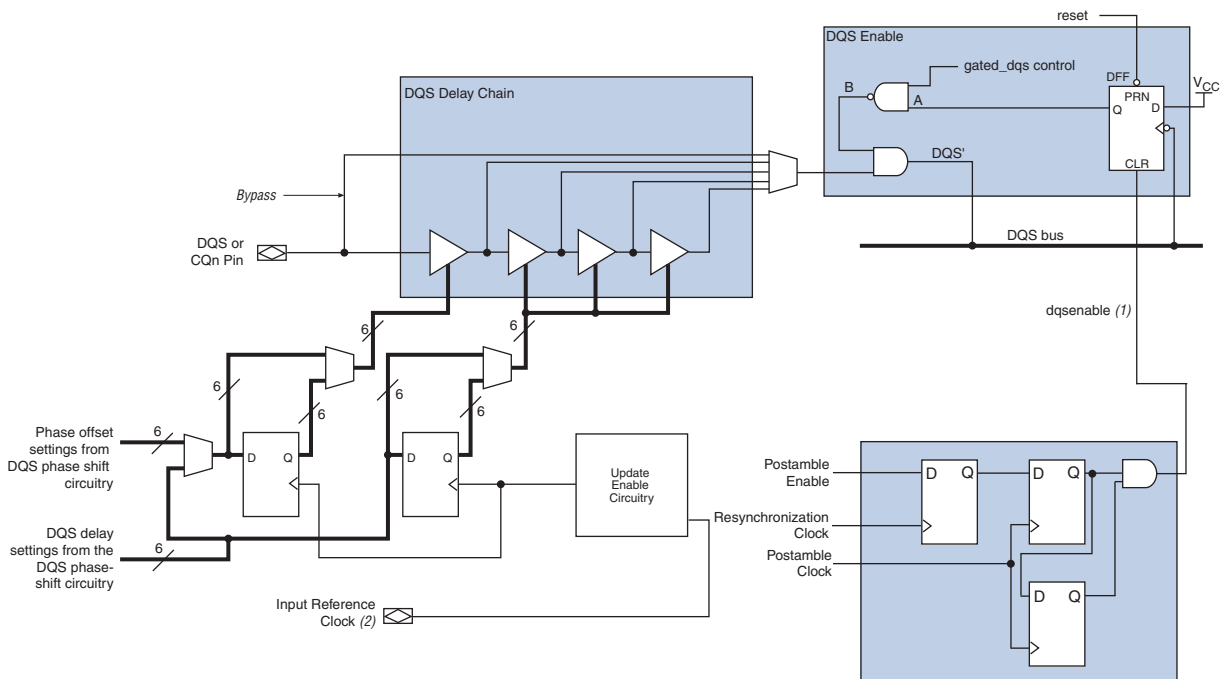 reset
DQS Enable
gated_dqs control
DFF
V_CC
B
A
PRN
Q
D
CLR
DQS'
DQS bus
dqsenable (1)
DQS Delay Chain
Bypass
DQS or
CQn Pin
6
6
6
6
6
6
6
6
Phase offset
settings from
DQS phase shift
circuitry
D
Q
D
Q
Update
Enable
Circuitry
DQS delay
settings from the
DQS phase-
shift circuitry
Input Reference
Clock (2)
Postamble
Enable
D
Q
D
Q
Resynchronization
Clock
Postamble
Clock
D
Q